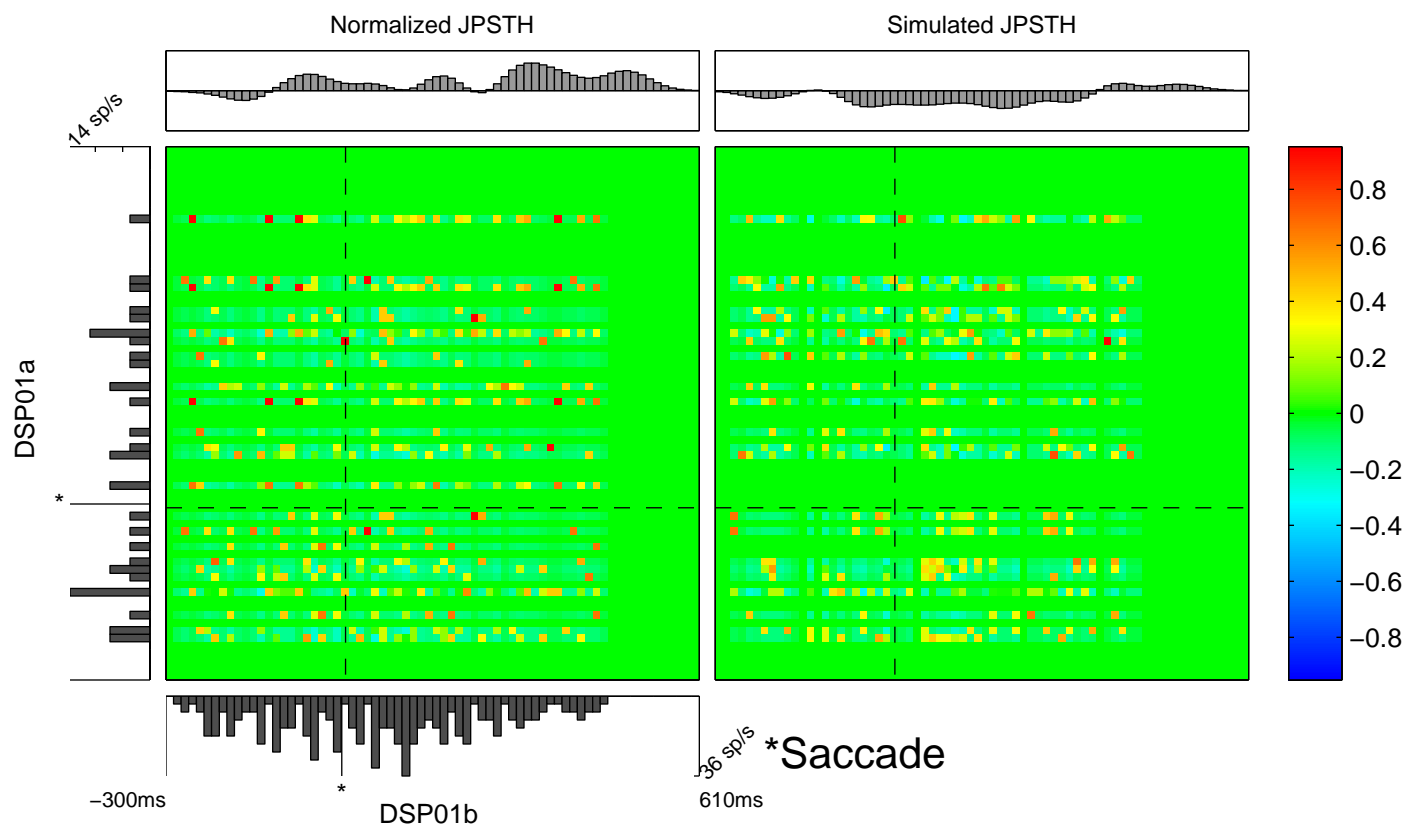 Normalized JPSTH
Simulated JPSTH
14 sp/s
DSP01a
*
0.8
0.6
0.4
0.2
0
−0.2
−0.4
−0.6
−0.8
36 sp/s
*Saccade
−300ms
*
610ms
DSP01b